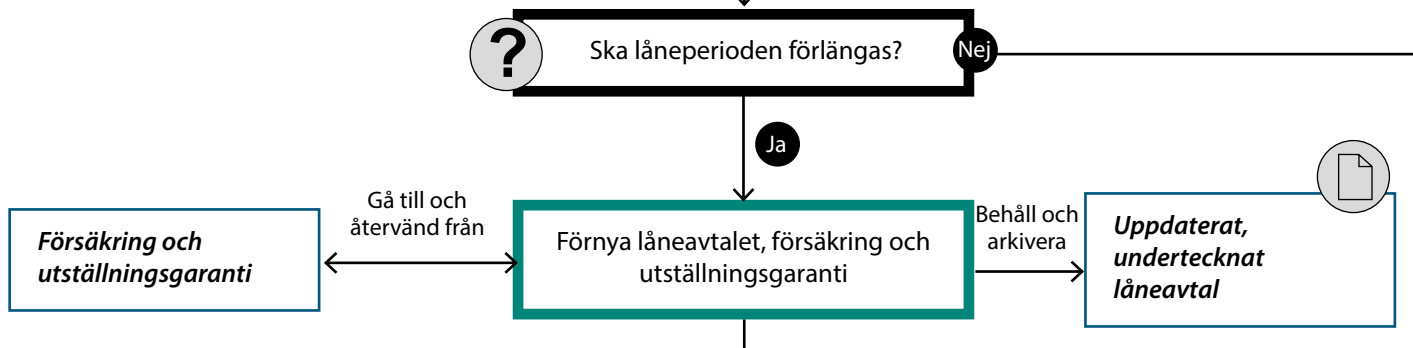 ?
Ska låneperioden förlängas?
Nej
Ja
Gå till och
återvänd från
Försäkring och
utställningsgaranti
Förnya låneavtalet, försäkring och
utställningsgaranti
Behåll och
arkivera
Uppdaterat,
undertecknat
låneavtal